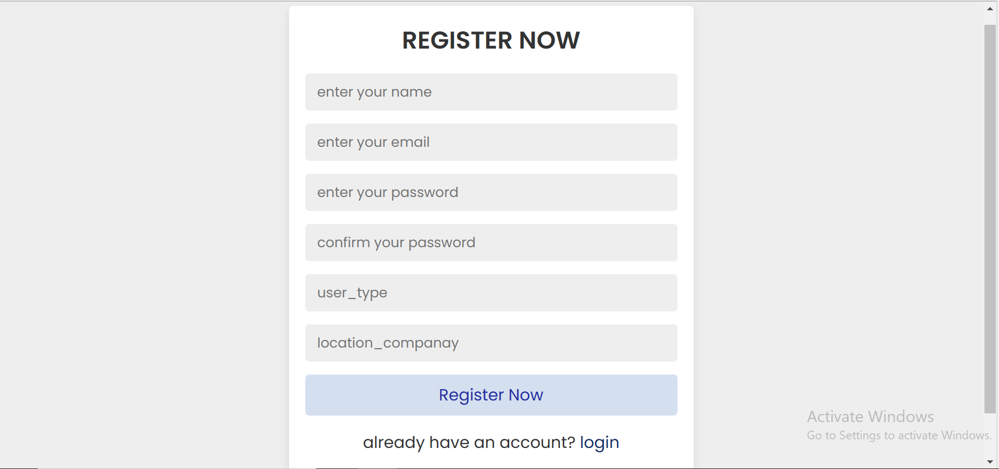 REGISTER NOW
enter your name
enter your email
enter your password
confirm your password
user_type
location_companay
Register Now
already have an account? login
Activate Windows
Go to Settings to activate Windows.